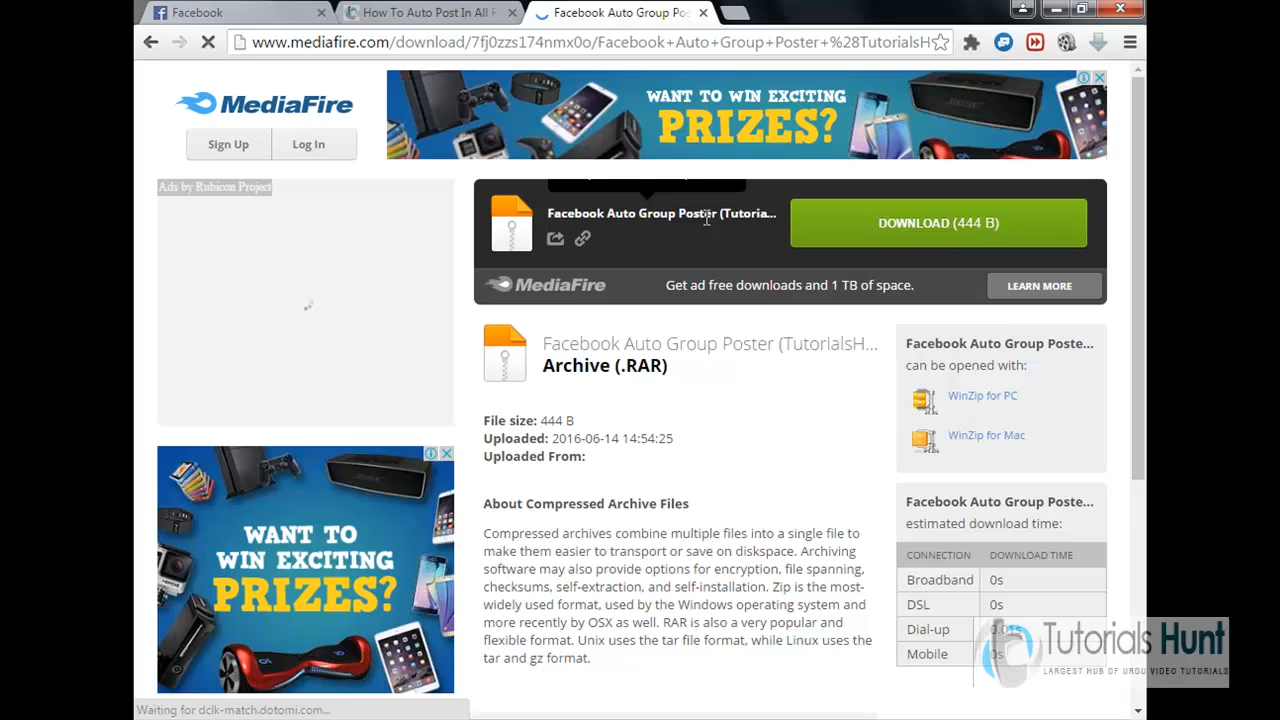 Facebook
How To Auto Post In All F
Facebook Auto Group Pos
www.mediafire.com/download/7fj0zzs174nmx0o/Facebook+Auto+Group+Poster+%28TutorialsH
MediaFire
Sign Up
Log In
WANT TO WIN EXCITING
PRIZES?
Ads by Rubicon Project
Facebook Auto Group Poster (Tutoria...
DOWNLOAD (444 B)
MediaFire
Get ad free downloads and 1 TB of space.
LEARN MORE
Facebook Auto Group Poster (TutorialsH...
Archive (.RAR)
File size: 444 B
Uploaded: 2016-06-14 14:54:25
Uploaded From:
About Compressed Archive Files
Compressed archives combine multiple files into a single file to
make them easier to transport or save on diskspace. Archiving
software may also provide options for encryption, file spanning,
checksums, self-extraction, and self-installation. Zip is the most-
widely used format, used by the Windows operating system and
more recently by OSX as well. RAR is also a very popular and
flexible format. Unix uses the tar file format, while Linux uses the
tar and gz format.
Facebook Auto Group Poste...
can be opened with:
WinZip for PC
WinZip for Mac
Facebook Auto Group Poste...
estimated download time:
CONNECTION DOWNLOAD TIME
Broadband 0s
DSL 0s
Dial-up 0.01s
Mobile 0s
WANT TO
WIN EXCITING
PRIZES?
Tutorials Hunt
LARGEST HUB OF URDU VIDEO TUTORIALS
Waiting for dclk-match.dotomi.com...